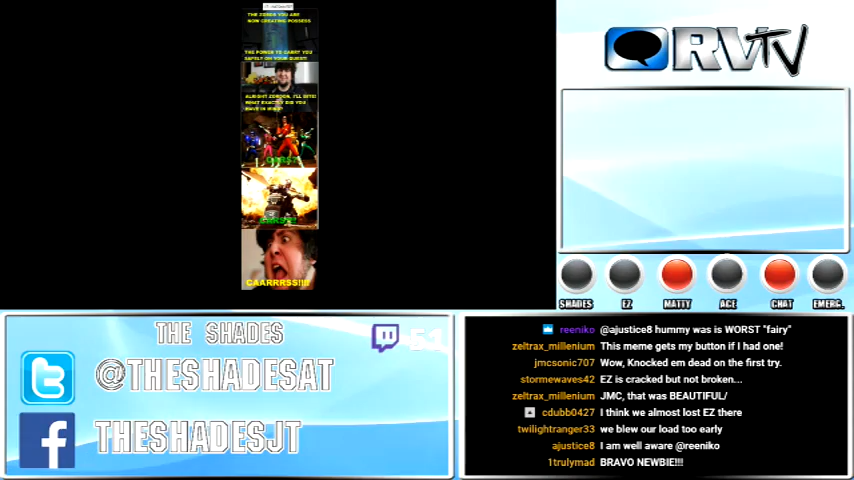 THE ZORDS YOU ARE
NOW CREATING POSSESS
THE POWER TO CARRY YOU
SAFELY ON YOUR QUEST!
ALRIGHT ZORDON, I'LL BITE!
WHAT EXACTLY DID YOU
HAVE IN MIND?
CARS?
CAARRRSS!!!!
RVTV
SHADES
EZ
MATTY
ACE
CHAT
EMERG.
THE SHADES
51
@THESHADESAT
THESHADESJT
reeniko @ajustice8 hummy was is WORST "fairy"
zeltrax_millenium This meme gets my button if I had one!
jmcsonic707 Wow, Knocked em dead on the first try.
stormewaves42 EZ is cracked but not broken...
zeltrax_millenium JMC, that was BEAUTIFUL/
cdubb0427 I think we almost lost EZ there
twilightranger33 we blew our load too early
ajustice8 I am well aware @reeniko
1trulymad BRAVO NEWBIE!!!!